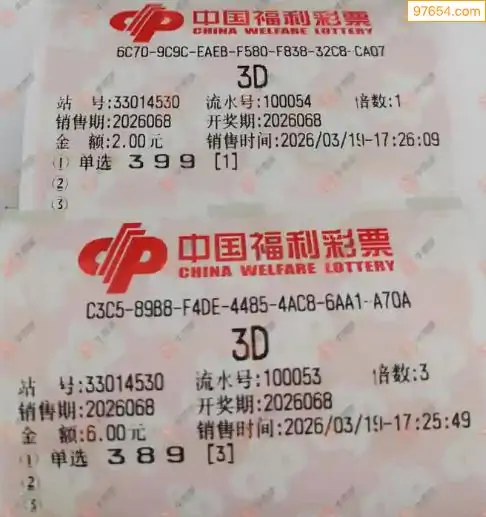 97654.com
中国福利彩票
CHINA WELFARE LOTTERY
6C70-9C9C-EAEB-F580-F838-32C8-CA07
3D
站 号:33014530 流水号:100054 倍数:1
销售期:2026068 开奖期:2026068
金 额:2.00元 销售时间:2026/03/19-17:26:09
(1) 单选 3 9 9 [1]
(2)
(3)
中国福利彩票
CHINA WELFARE LOTTERY
C3C5-89B8-F4DE-4485-4AC8-6AA1-A70A
3D
站 号:33014530 流水号:100053 倍数:3
销售期:2026068 开奖期:2026068
金 额:6.00元 销售时间:2026/03/19-17:25:49
(1) 单选 3 8 9 [3]
(2)